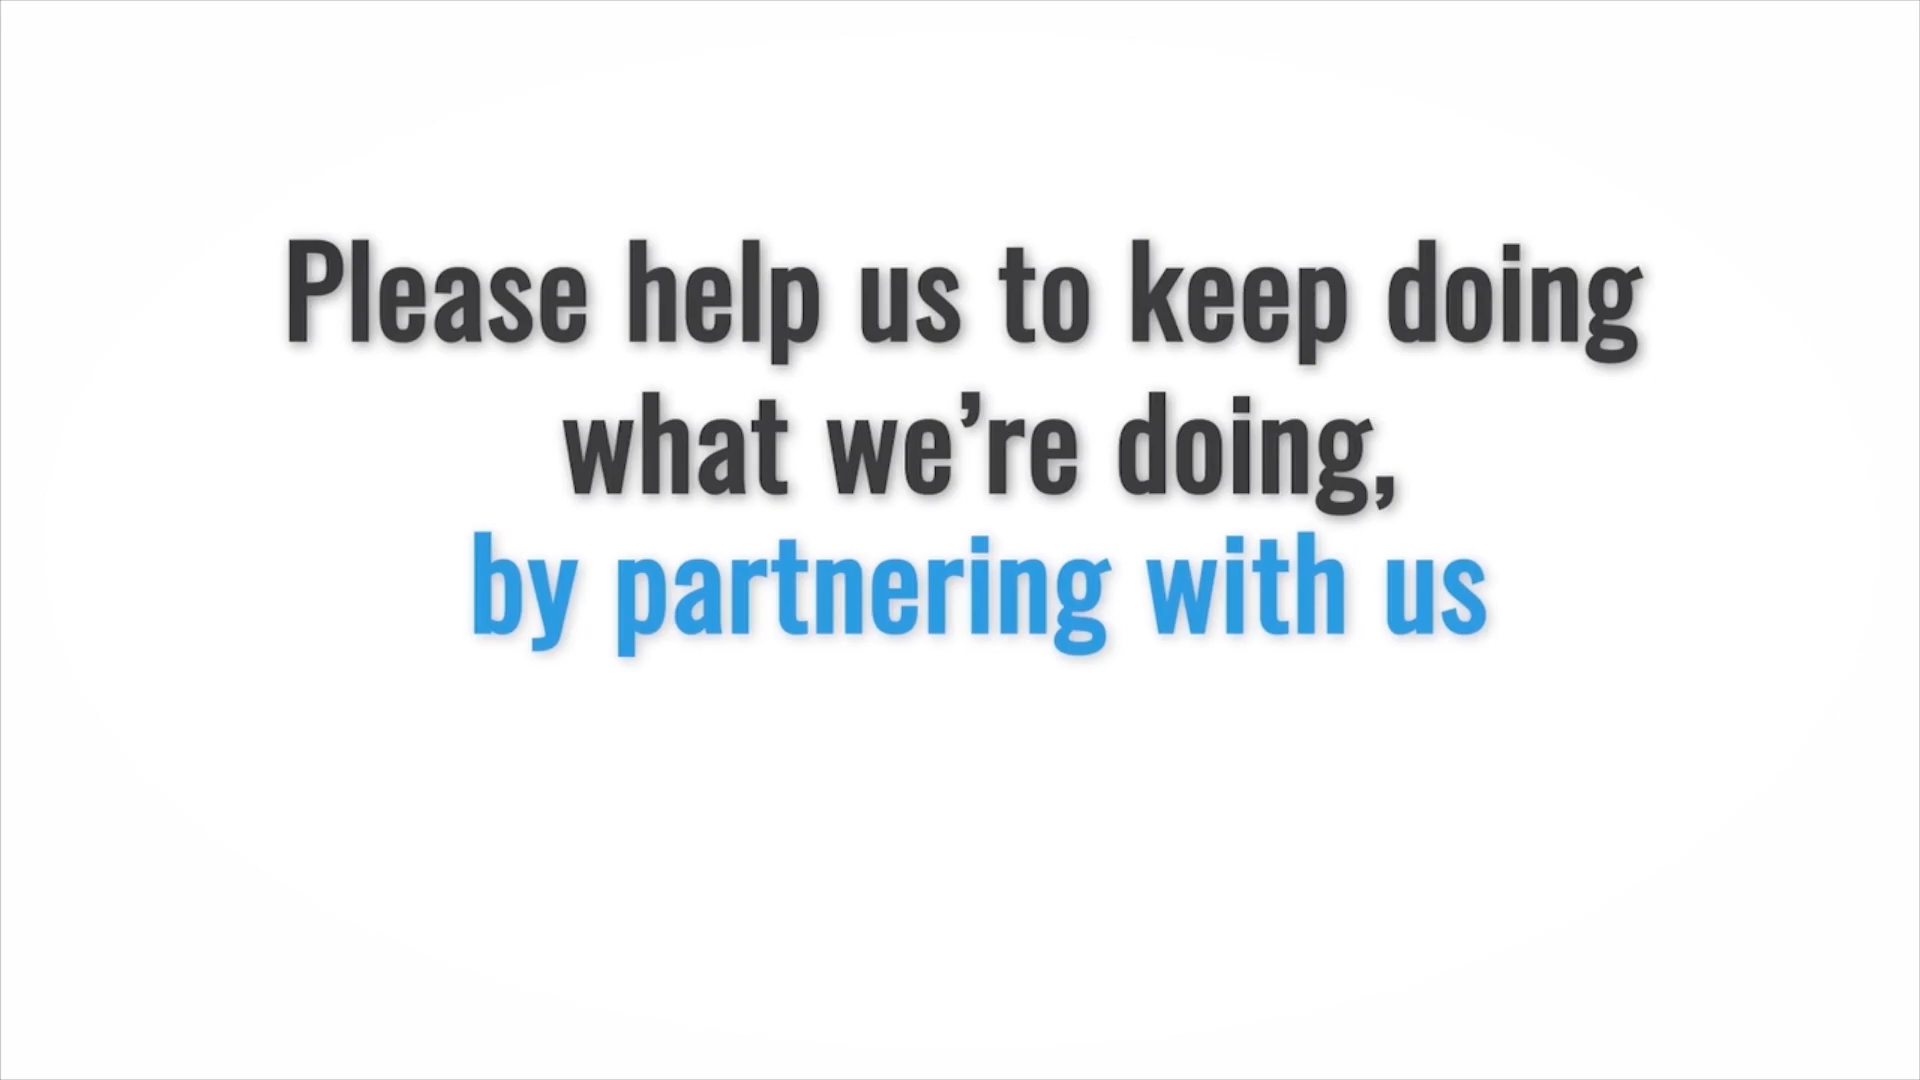 Please help us to keep doing
what we’re doing,
by partnering with us